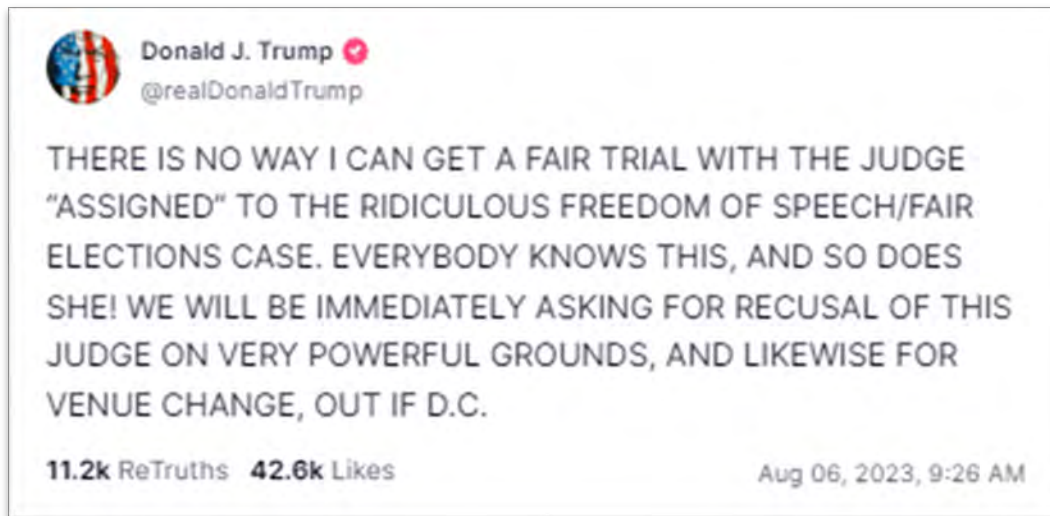 Donald J. Trump
@realDonaldTrump
THERE IS NO WAY I CAN GET A FAIR TRIAL WITH THE JUDGE
“ASSIGNED” TO THE RIDICULOUS FREEDOM OF SPEECH/FAIR
ELECTIONS CASE. EVERYBODY KNOWS THIS, AND SO DOES
SHE! WE WILL BE IMMEDIATELY ASKING FOR RECUSAL OF THIS
JUDGE ON VERY POWERFUL GROUNDS, AND LIKEWISE FOR
VENUE CHANGE, OUT IF D.C.
11.2k ReTruths 42.6k Likes Aug 06, 2023, 9:26 AM